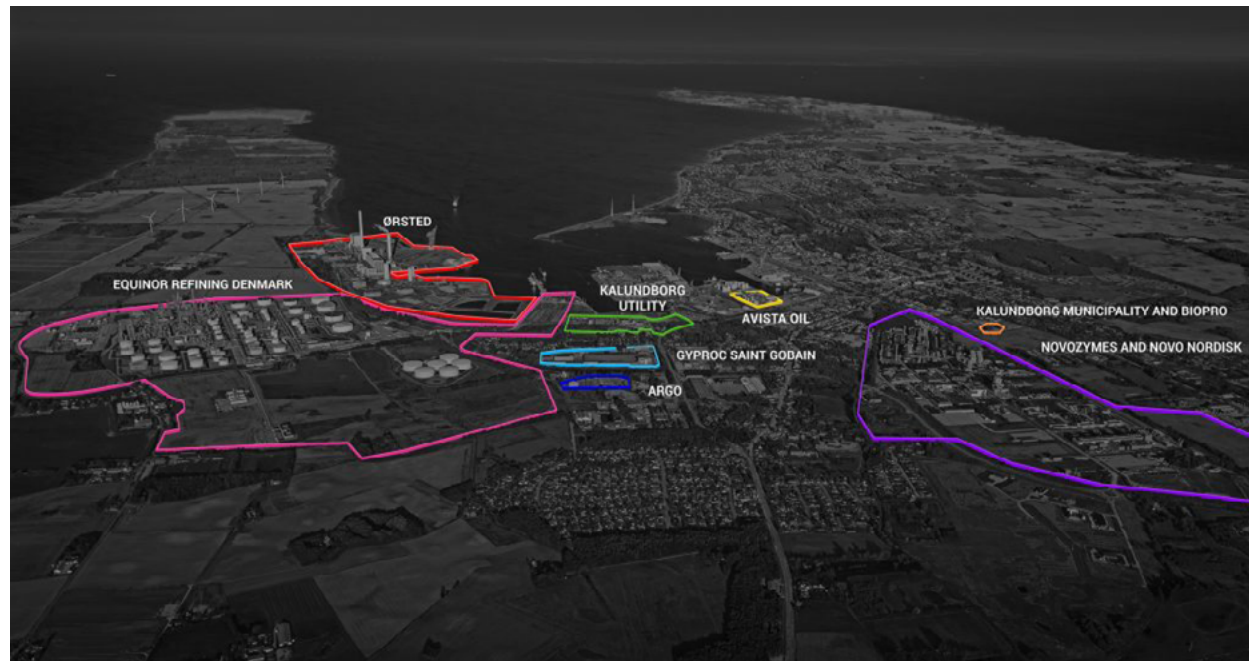 ØRSTED
EQUINOR REFINING DENMARK
KALUNDBORG
UTILITY
AVISTA OIL
KALUNDBORG MUNICIPALITY AND BIOPRO
NOVOZYMES AND NOVO NORDISK
GYPROC SAINT GOBAIN
ARGO